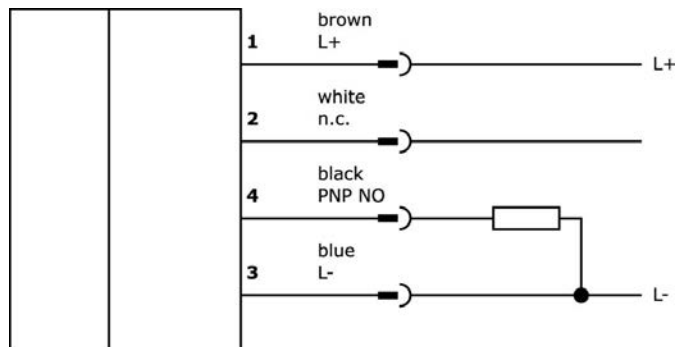 brown
1 L+
L+
white
2 n.c.
black
4 PNP NO
blue
3 L-
L-